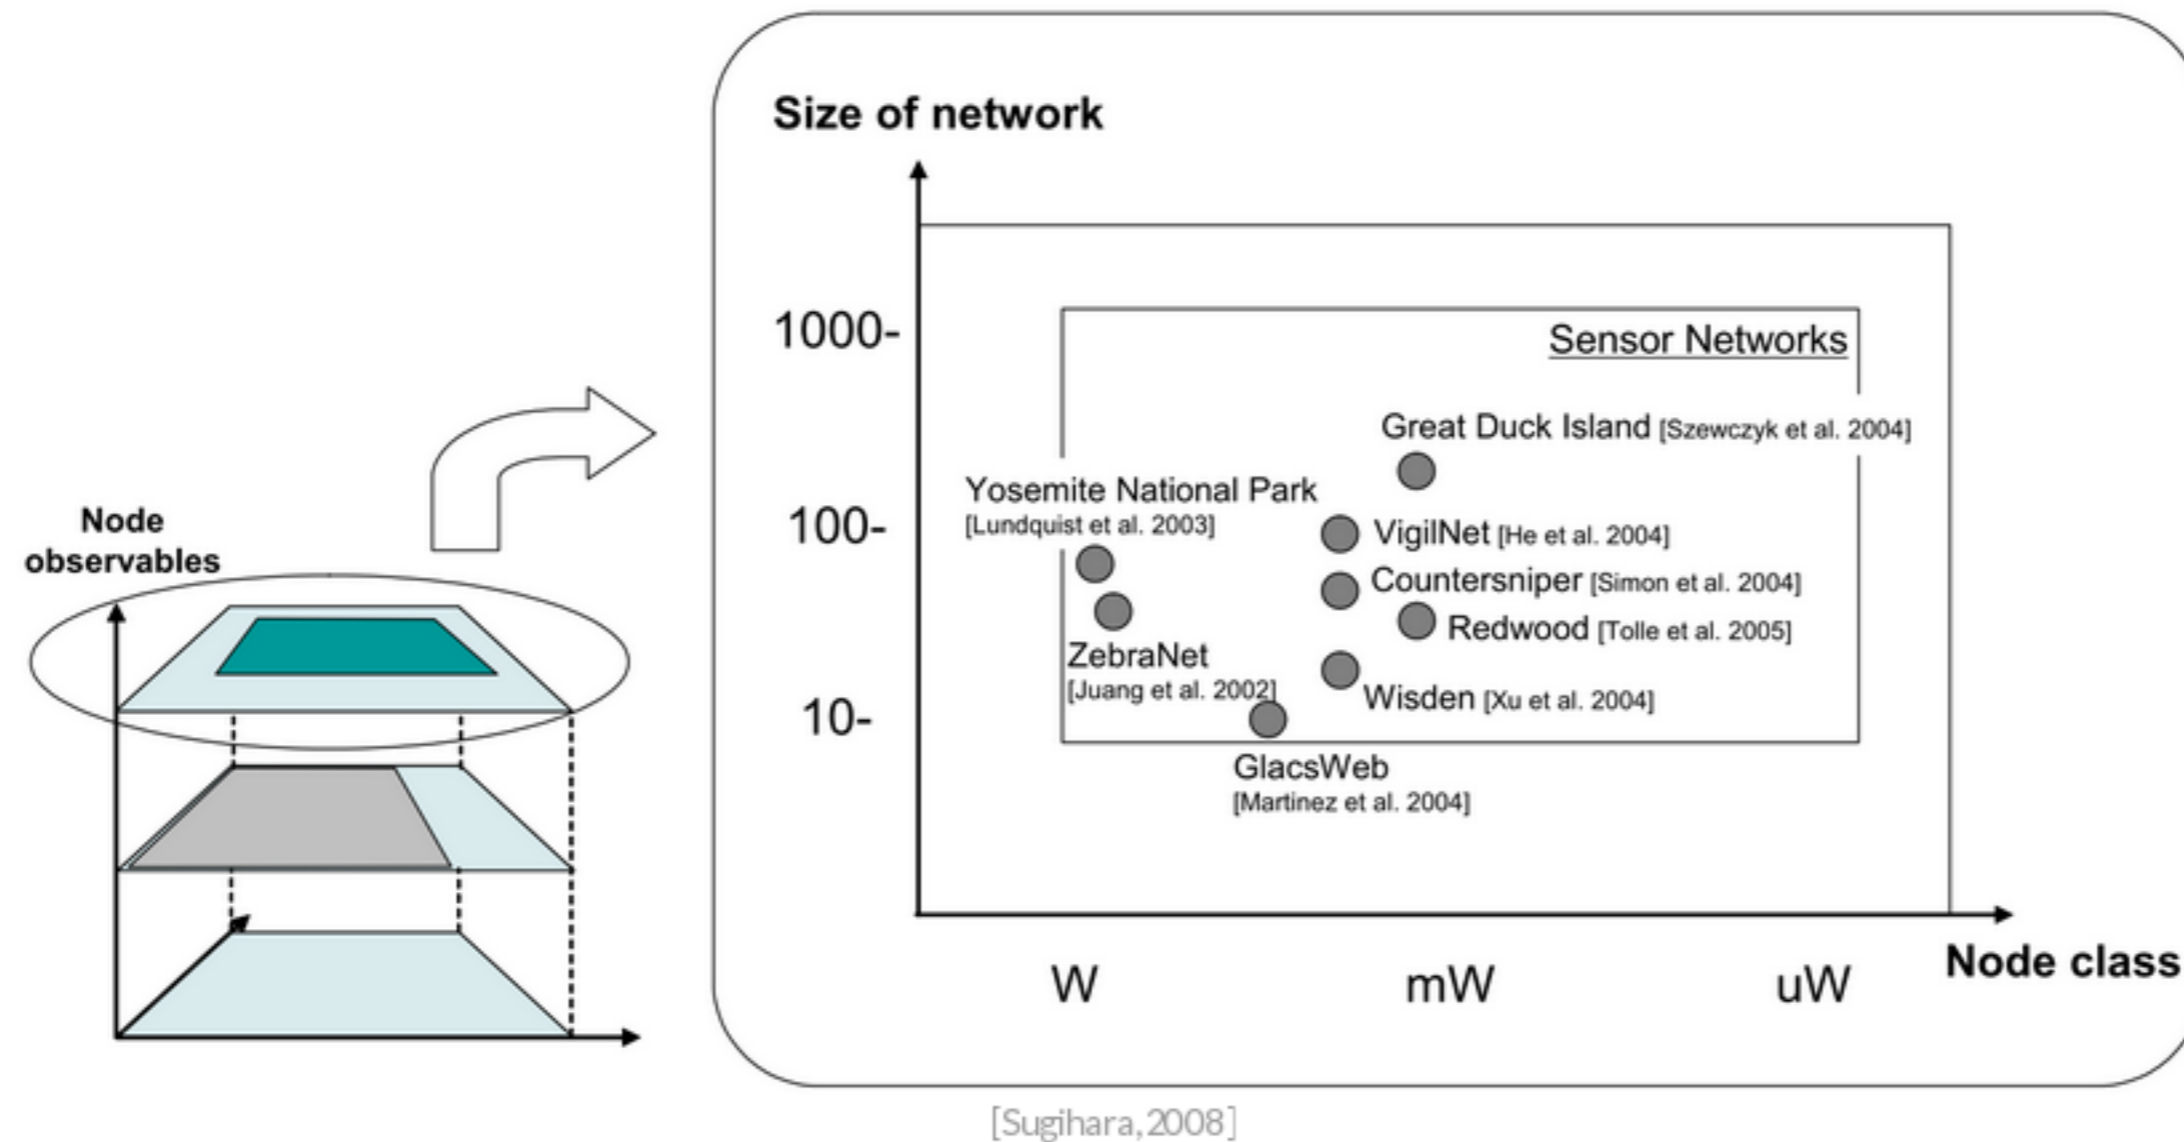 Size of network
1000-
Sensor Networks
Great Duck Island [Szewczyk et al. 2004]
Yosemite National Park
[Lundquist et al. 2003]
100-
VigilNet [He et al. 2004]
Node
observables
Countersniper [Simon et al. 2004]
Redwood [Tolle et al. 2005]
ZebraNet
[Juang et al. 2002]
Wisden [Xu et al. 2004]
10-
GlacsWeb
[Martinez et al. 2004]
Node class
W mW uW
[Sugihara,2008]